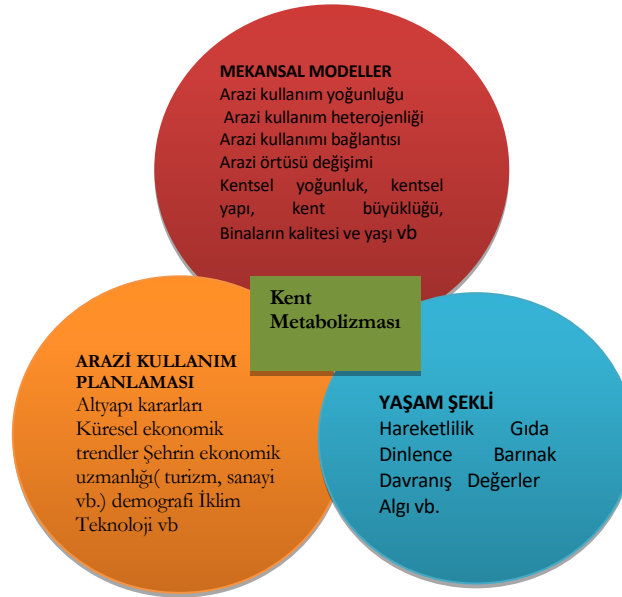 MEKANSAL MODELLER
Arazi kullanım yoğunluğu
Arazi kullanım heterojenliği
Arazi kullanımı bağlantısı
Arazi örtüsü değişimi
Kentsel yoğunluk, kentsel
yapı, kent büyüklüğü,
Binaların kalitesi ve yaşı vb
Kent
Metabolizması
ARAZİ KULLANIM
PLANLAMASI
Altyapı kararları
Küresel ekonomik
trendler Şehrin ekonomik
uzmanlığı( turizm, sanayi
vb.) demografi İklim
Teknoloji vb
YAŞAM ŞEKLİ
Hareketlilik Gıda
Dinlence Barınak
Davranış Değerler
Algı vb.